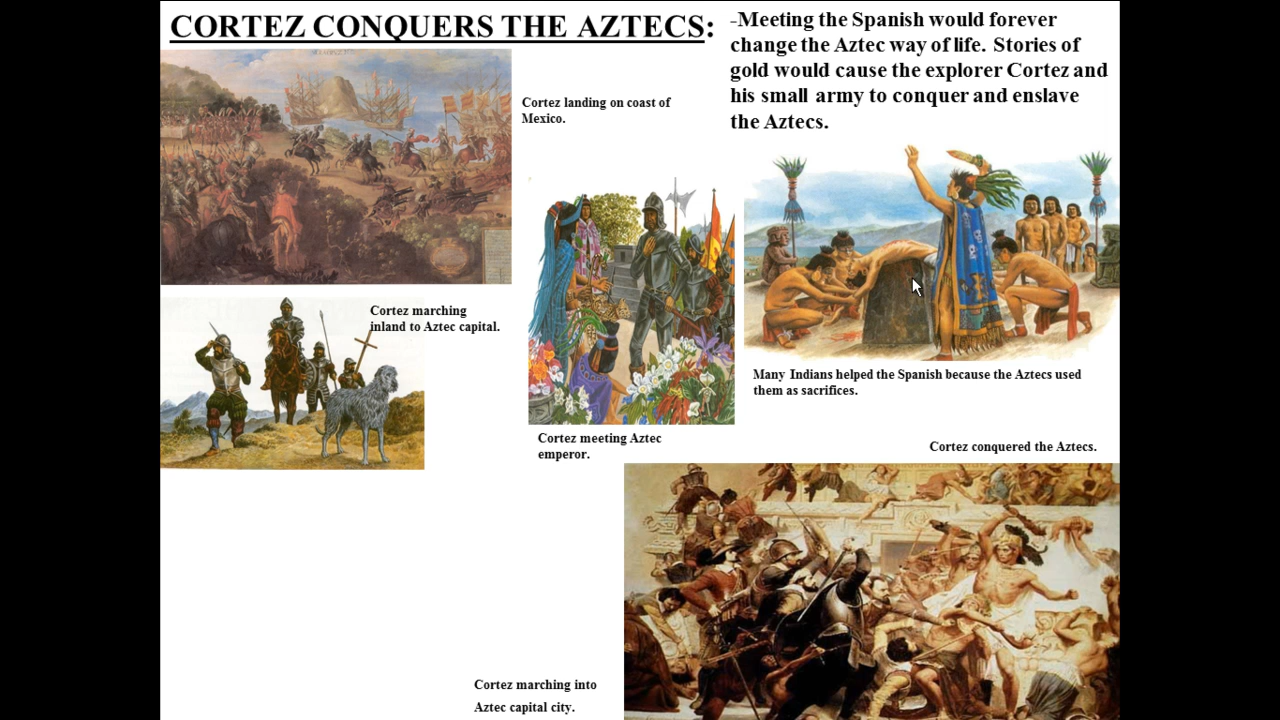 CORTEZ CONQUERS THE AZTECS:
-Meeting the Spanish would forever
change the Aztec way of life. Stories of
gold would cause the explorer Cortez and
his small army to conquer and enslave
the Aztecs.
Cortez landing on coast of
Mexico.
Cortez marching
inland to Aztec capital.
Cortez meeting Aztec
emperor.
Many Indians helped the Spanish because the Aztecs used
them as sacrifices.
Cortez conquered the Aztecs.
Cortez marching into
Aztec capital city.